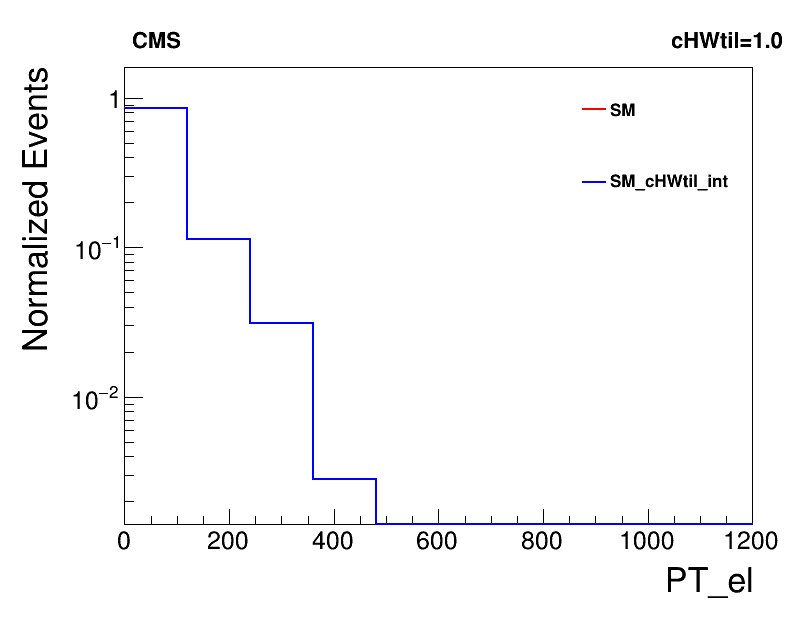 CMS
cHWtil=1.0
Normalized Events
1
10⁻¹
10⁻²
SM
SM_cHWtil_int
0 200 400 600 800 1000 1200
PT_el